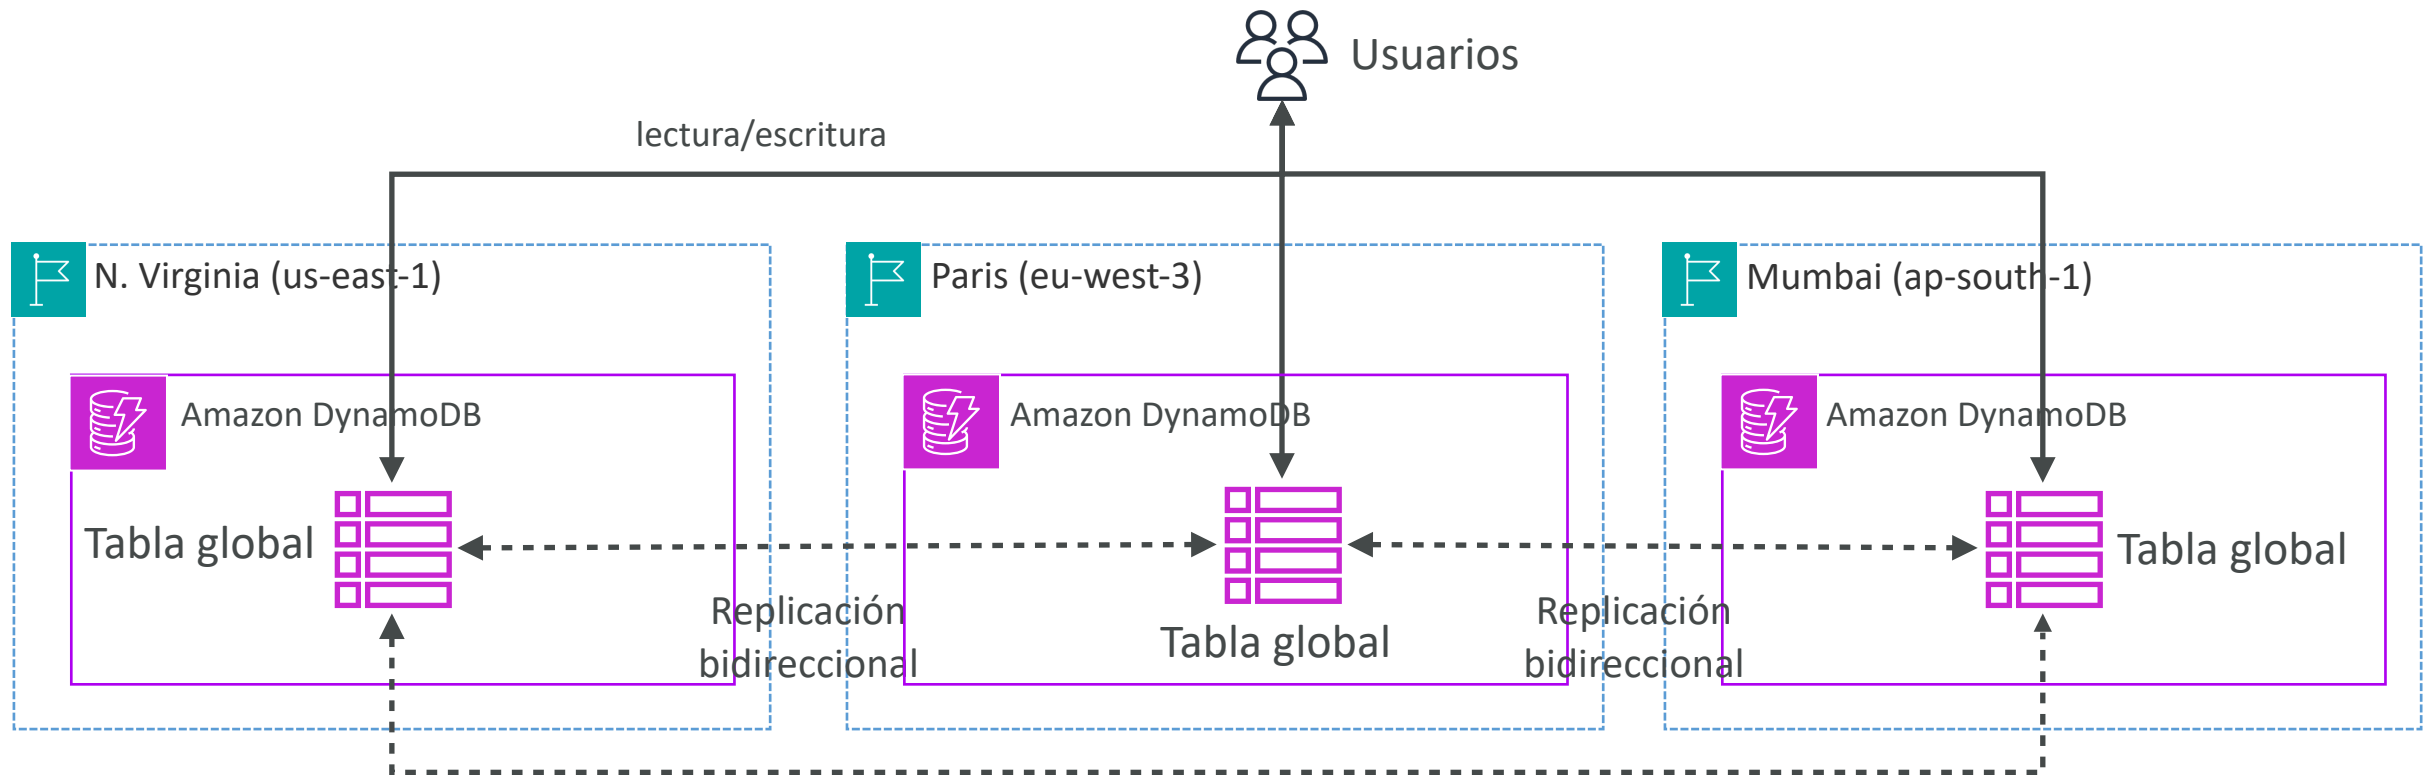 Usuarios
lectura/escritura
N. Virginia (us-east-1)
Paris (eu-west-3)
Mumbai (ap-south-1)
Amazon DynamoDB
Amazon DynamoDB
Amazon DynamoDB
Tabla global
Tabla global
Replicación
bidireccional
Tabla global
Replicación
bidireccional